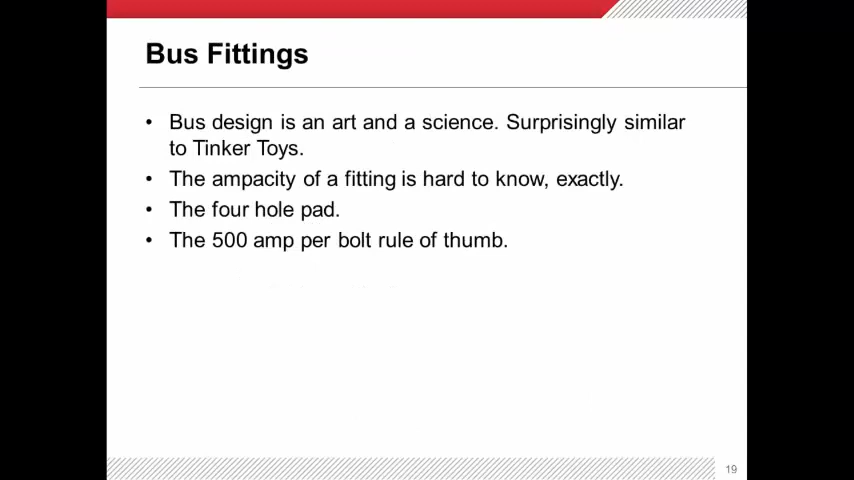 Bus Fittings
• Bus design is an art and a science. Surprisingly similar
to Tinker Toys.
• The ampacity of a fitting is hard to know, exactly.
• The four hole pad.
• The 500 amp per bolt rule of thumb.
19